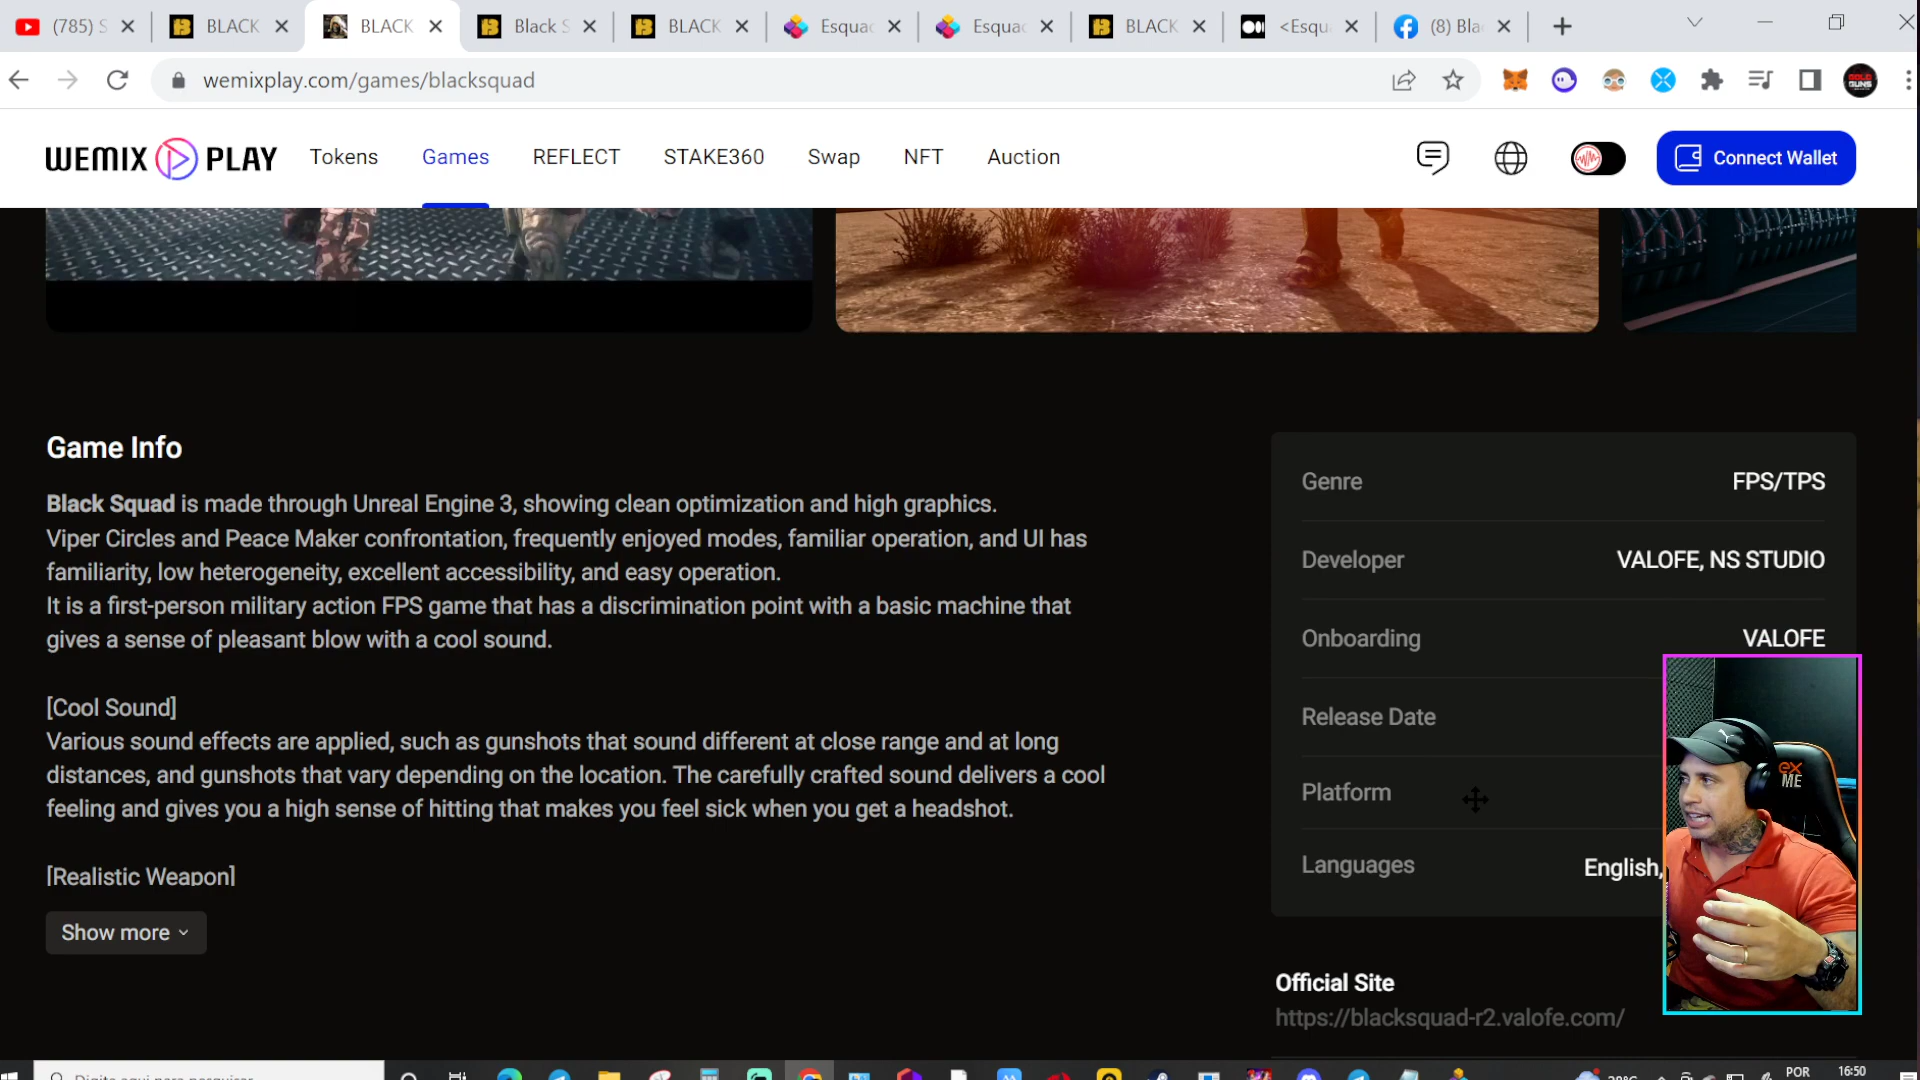 (785) S
BLACK
BLACK
Black S
BLACK
Esquad
Esquad
BLACK
<Esqu
(8) Bla
wemixplay.com/games/blacksquad
WEMIX PLAY
Tokens
Games
REFLECT
STAKE360
Swap
NFT
Auction
Connect Wallet
Game Info
Black Squad is made through Unreal Engine 3, showing clean optimization and high graphics.
Viper Circles and Peace Maker confrontation, frequently enjoyed modes, familiar operation, and UI has
familiarity, low heterogeneity, excellent accessibility, and easy operation.
It is a first-person military action FPS game that has a discrimination point with a basic machine that
gives a sense of pleasant blow with a cool sound.
[Cool Sound]
Various sound effects are applied, such as gunshots that sound different at close range and at long
distances, and gunshots that vary depending on the location. The carefully crafted sound delivers a cool
feeling and gives you a high sense of hitting that makes you feel sick when you get a headshot.
[Realistic Weapon]
Show more
Genre FPS/TPS
Developer VALOFE, NS STUDIO
Onboarding VALOFE
Release Date
Platform
Languages English,
Official Site
https://blacksquad-r2.valofe.com/
ME
Digite aqui para pesquisar
POR
16:50